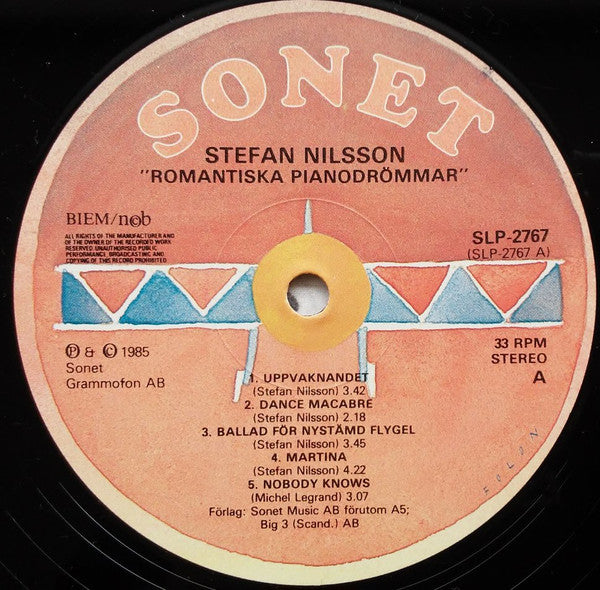 SONET
STEFAN NILSSON
"ROMANTISKA PIANODRÖMMAR"
BIEM/n©b
ALL RIGHTS OF THE MANUFACTURER AND
OF THE OWNER OF THE RECORDED WORK
RESERVED. UNAUTHORISED PUBLIC
PERFORMANCE, BROADCASTING AND
COPYING OF THIS RECORD PROHIBITED
SLP-2767
(SLP-2767 A)
℗ & © 1985
Sonet
Grammofon AB
33 RPM
STEREO
A
1. UPPVAKNANDET
(Stefan Nilsson) 3.42
2. DANCE MACABRE
(Stefan Nilsson) 2.18
3. BALLAD FÖR NYSTÄMD FLYGEL
(Stefan Nilsson) 3.45
4. MARTINA
(Stefan Nilsson) 4.22
5. NOBODY KNOWS
(Michel Legrand) 3.07
Förlag: Sonet Music AB förutom A5;
Big 3 (Scand.) AB
FOLON